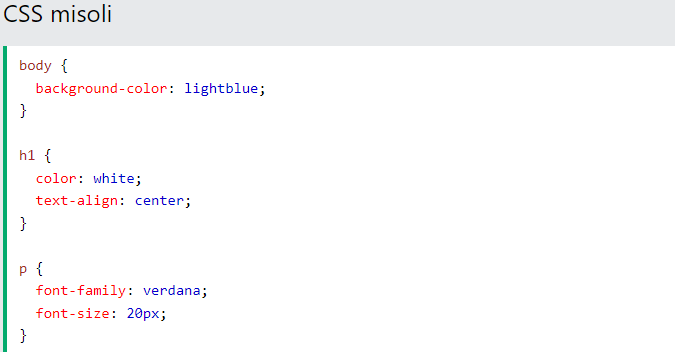 CSS misoli
body {
  background-color: lightblue;
}
h1 {
  color: white;
  text-align: center;
}
p {
  font-family: verdana;
  font-size: 20px;
}